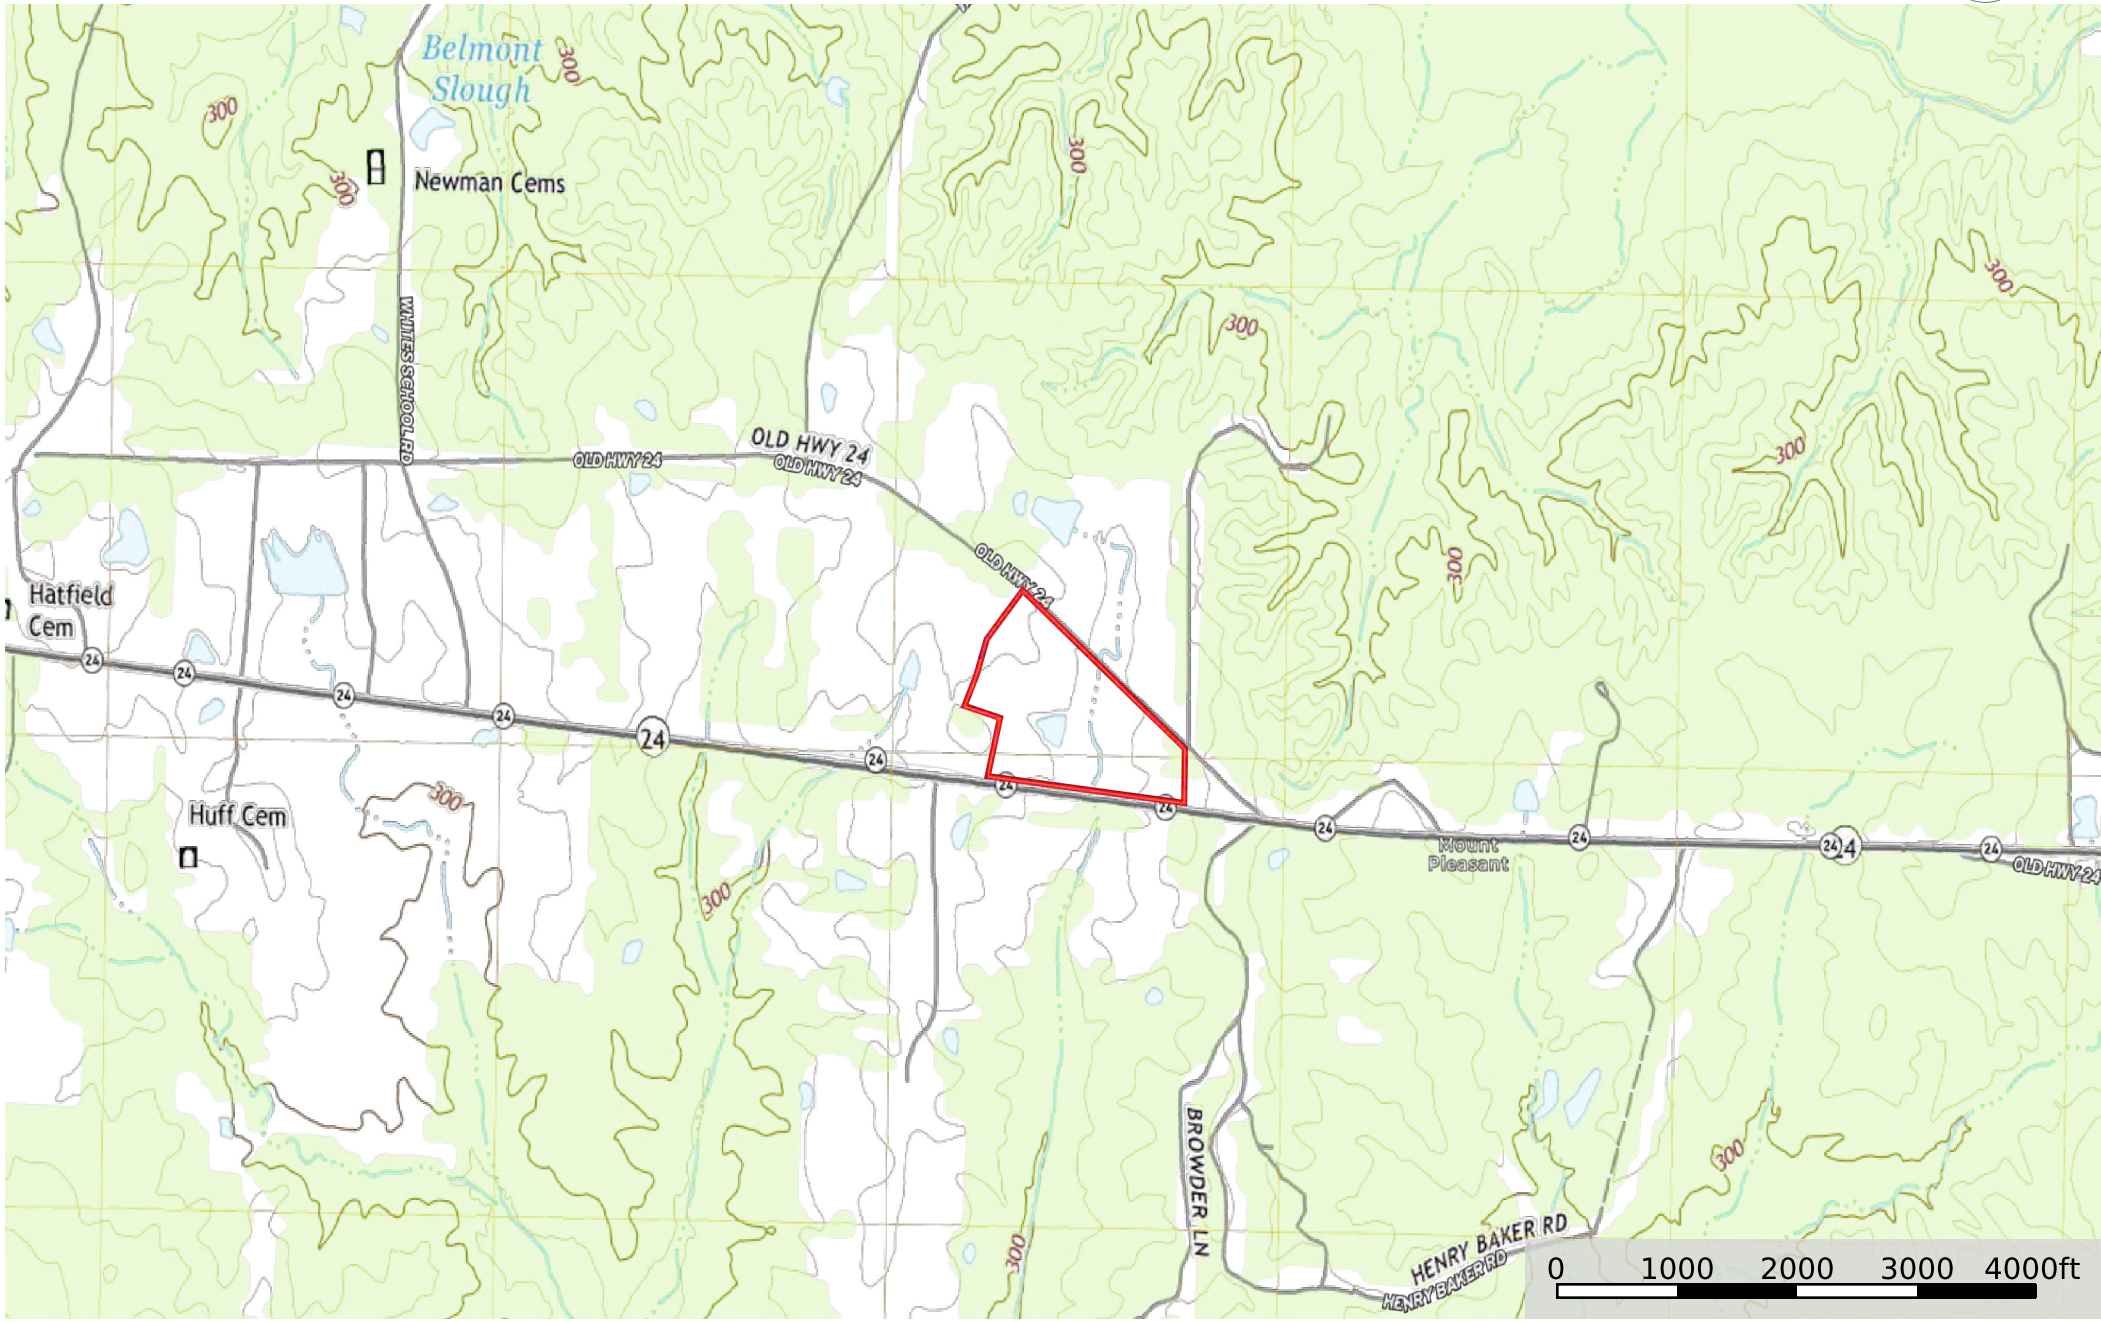 Belmont
Slough
300
300
300
300
Newman Cems
WHITES SCHOOL RD
300
300
OLD HWY 24
OLD HWY 24
OLD HWY 24
300
OLD HWY 24
300
Hatfield
Cem
24
24
24
24
24
24
24
24
24
24
24
24
24
Mount
Pleasant
OLD HWY 24
300
Huff Cem
300
BROWDER LN
300
300
HENRY BAKER RD
HENRY BAKER RD
0 1000 2000 3000 4000ft